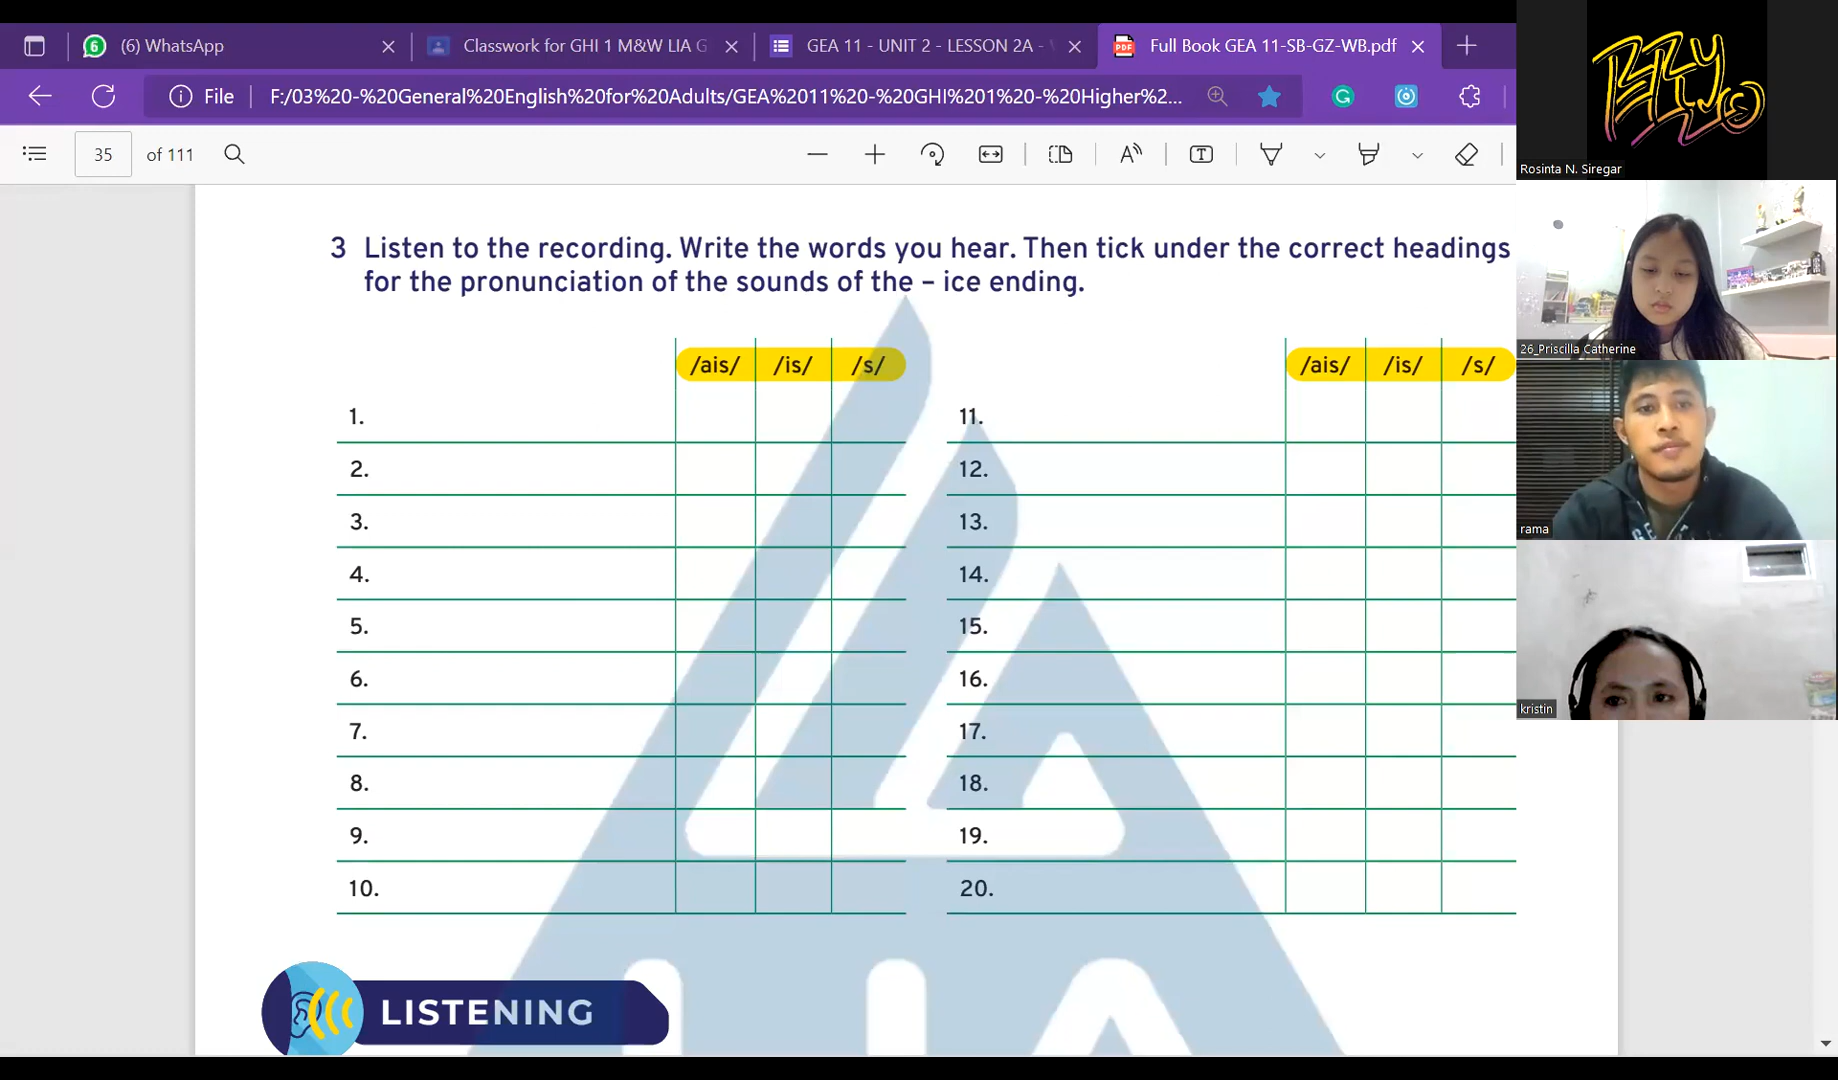 (6) WhatsApp
Classwork for GHI 1 M&W LIA G
GEA 11 - UNIT 2 - LESSON 2A -
Full Book GEA 11-SB-GZ-WB.pdf
File
F:/03%20-%20General%20English%20for%20Adults/GEA%2011%20-%20GHI%201%20-%20Higher%2...
35
of 111
3 Listen to the recording. Write the words you hear. Then tick under the correct headings
for the pronunciation of the sounds of the – ice ending.
/ais/ /is/ /s/
1.
2.
3.
4.
5.
6.
7.
8.
9.
10.
/ais/ /is/ /s/
11.
12.
13.
14.
15.
16.
17.
18.
19.
20.
LISTENING
Rosinta N. Siregar
26_Priscilla Catherine
rama
kristin